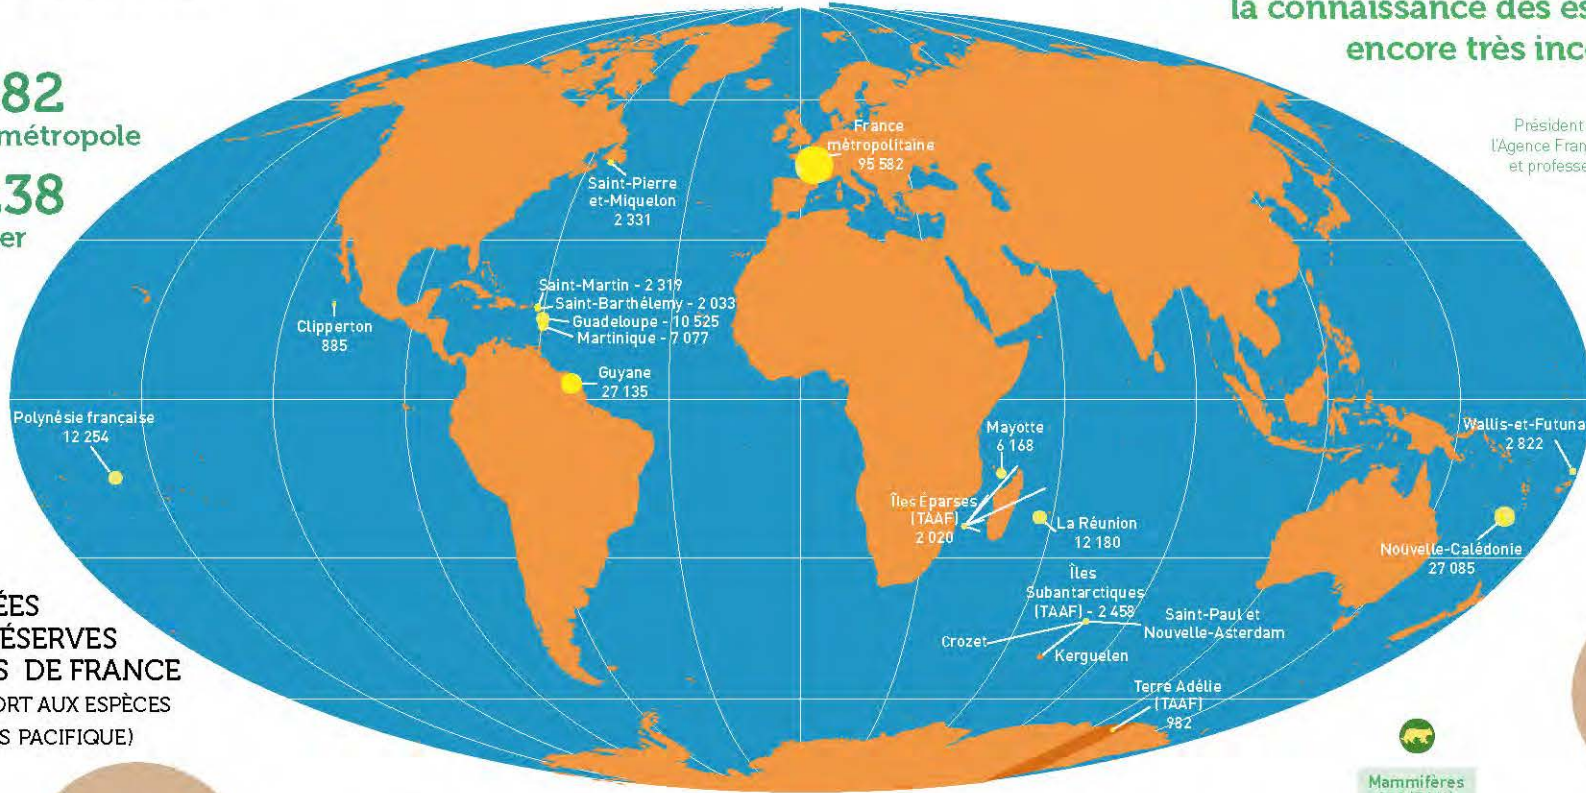 82
métropole
38
er
la connaissance des es
encore très inc
Président
l'Agence Fran
et profess
France
métropolitaine
95 582
Saint-Pierre
et-Miquelon
2 331
Saint-Martin - 2 319
Saint-Barthélemy - 2 033
Guadeloupe - 10 525
Martinique - 7 077
Clipperton
885
Guyane
27 135
Polynésie française
12 254
Mayotte
6 168
Wallis-et-Futuna
2 822
Îles Éparses
(TAAF)
2 020
La Réunion
12 180
Nouvelle-Calédonie
27 085
Îles
Subantarctiques
(TAAF) - 2 458
Saint-Paul et
Nouvelle-Asterdam
Crozet
Kerguelen
Terre Adélie
(TAAF)
982
ÉES
ÉSERVES
S DE FRANCE
ORT AUX ESPÈCES
S PACIFIQUE)
Mammifères